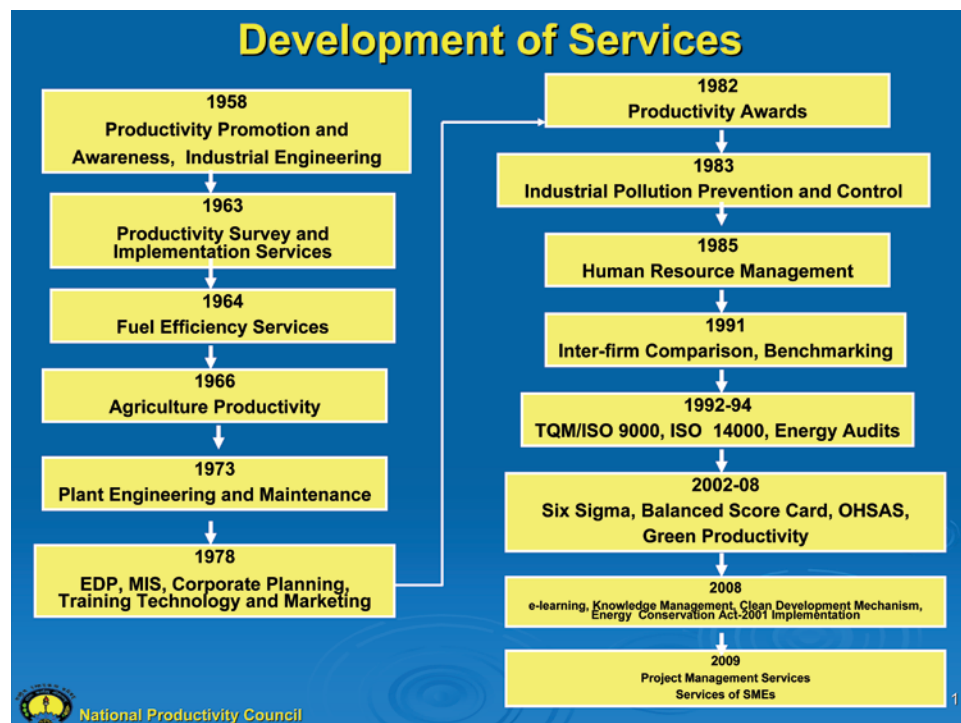 Development of Services
1958
Productivity Promotion and
Awareness, Industrial Engineering
1963
Productivity Survey and
Implementation Services
1964
Fuel Efficiency Services
1966
Agriculture Productivity
1973
Plant Engineering and Maintenance
1978
EDP, MIS, Corporate Planning,
Training Technology and Marketing
1982
Productivity Awards
1983
Industrial Pollution Prevention and Control
1985
Human Resource Management
1991
Inter-firm Comparison, Benchmarking
1992-94
TQM/ISO 9000, ISO 14000, Energy Audits
2002-08
Six Sigma, Balanced Score Card, OHSAS,
Green Productivity
2008
e-learning, Knowledge Management, Clean Development Mechanism,
Energy Conservation Act-2001 Implementation
2009
Project Management Services
Services of SMEs
National Productivity Council
1